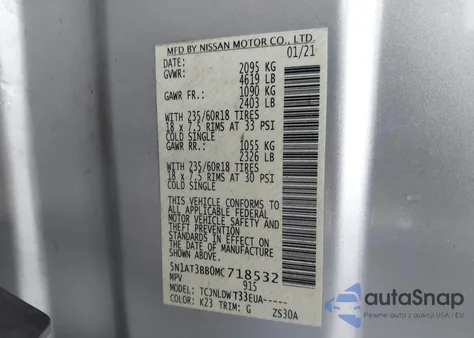 MFD BY NISSAN MOTOR CO., LTD.
DATE: 01/21
GVWR: 2095 KG
4619 LB
GAWR FR.: 1090 KG
2403 LB
WITH 235/60R18 TIRES
18 x 7.5 RIMS AT 33 PSI
COLD SINGLE
GAWR RR.: 1055 KG
2326 LB
WITH 235/60R18 TIRES
18 x 7.5 RIMS AT 30 PSI
COLD SINGLE
THIS VEHICLE CONFORMS TO
ALL APPLICABLE FEDERAL
MOTOR VEHICLE SAFETY AND
THEFT PREVENTION
STANDARDS IN EFFECT ON
THE DATE OF MANUFACTURE
SHOWN ABOVE.
5N1AT3BB0MC718532
MPV 915
MODEL: TCJNLDWT33EUA-----
COLOR: K23 TRIM: G ZS30A
autoSnap
Pewne auto z USA